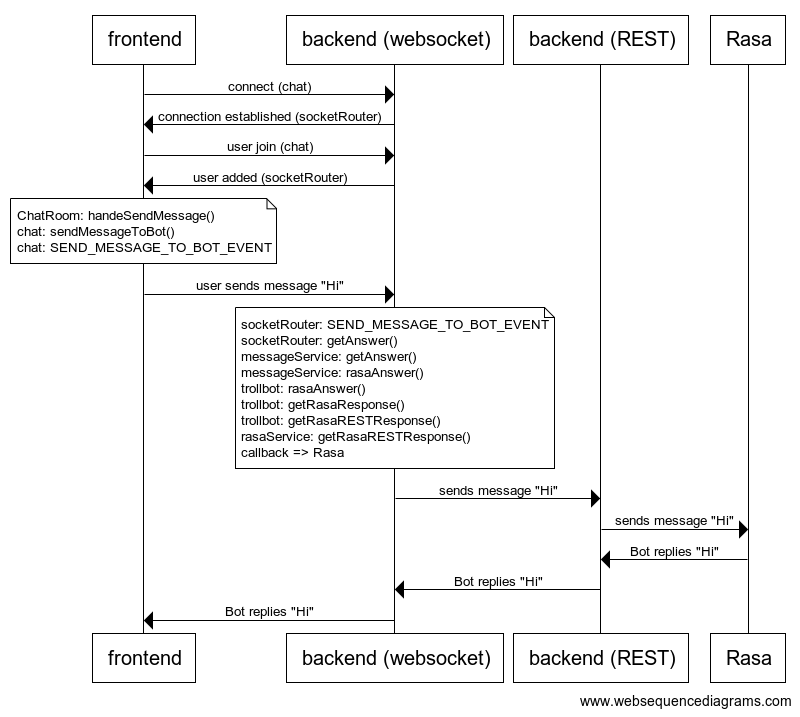 frontend
backend (websocket)
backend (REST)
Rasa
connect (chat)
connection established (socketRouter)
user join (chat)
user added (socketRouter)
ChatRoom: handeSendMessage()
chat: sendMessageToBot()
chat: SEND_MESSAGE_TO_BOT_EVENT
user sends message "Hi"
socketRouter: SEND_MESSAGE_TO_BOT_EVENT
socketRouter: getAnswer()
messageService: getAnswer()
messageService: rasaAnswer()
trollbot: rasaAnswer()
trollbot: getRasaResponse()
trollbot: getRasaRESTResponse()
rasaService: getRasaRESTResponse()
callback => Rasa
sends message "Hi"
sends message "Hi"
Bot replies "Hi"
Bot replies "Hi"
Bot replies "Hi"
frontend
backend (websocket)
backend (REST)
Rasa
www.websequencediagrams.com